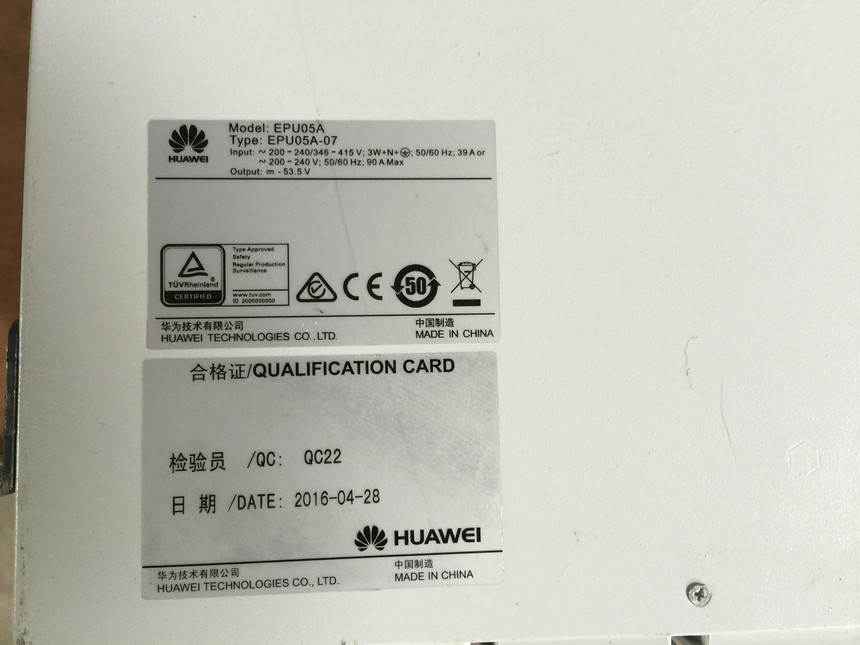 HUAWEI
Model: EPU05A
Type: EPU05A-07
Input: ~ 200 - 240/346 - 415 V; 3W+N+⏚; 50/60 Hz; 39 A or
~ 200 - 240 V; 50/60 Hz; 90 A Max
Output: ⎓ - 53.5 V
TÜVRheinland®
CERTIFIED
Type Approved
Safety
Regular Production
Surveillance
www.tuv.com
ID 2000000000
CE
50
华为技术有限公司
HUAWEI TECHNOLOGIES CO.,LTD.
中国制造
MADE IN CHINA
合格证/QUALIFICATION CARD
检验员 /QC: QC22
日 期 /DATE: 2016-04-28
HUAWEI
华为技术有限公司
HUAWEI TECHNOLOGIES CO., LTD.
中国制造
MADE IN CHINA